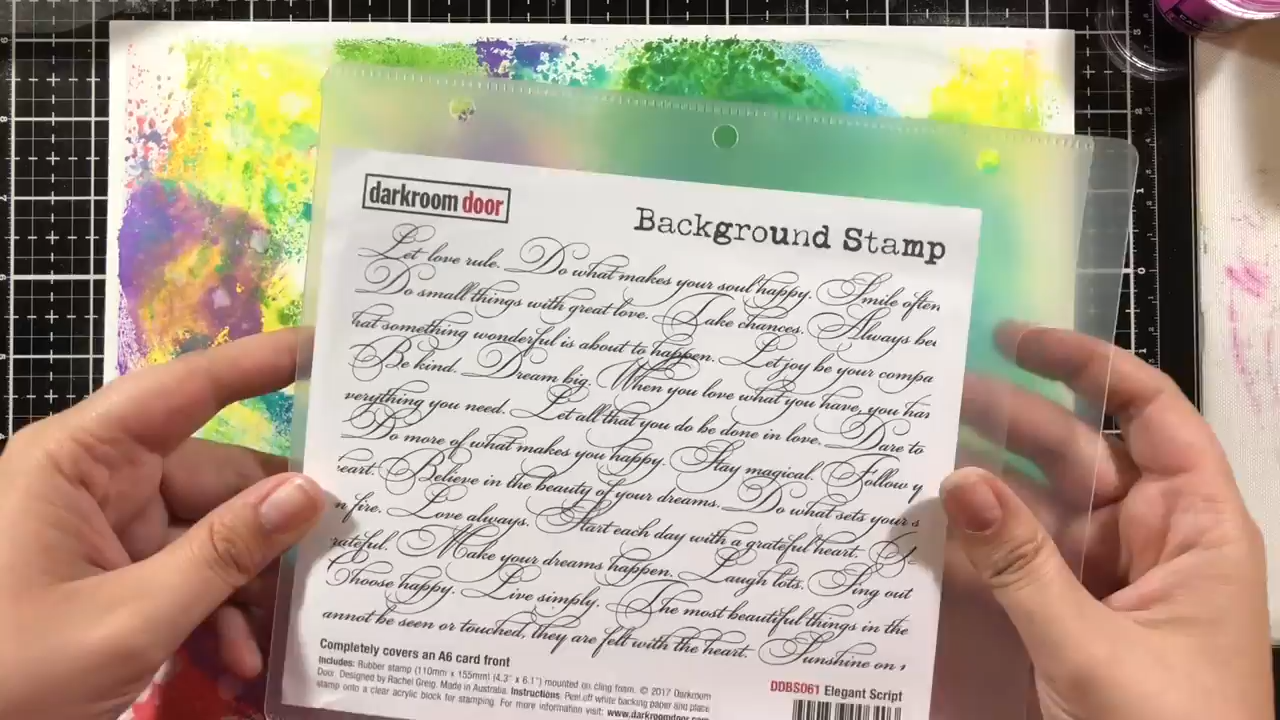 darkroom door
Background Stamp
Let love rule. Do what makes your soul happy. Smile often
Do small things with great love. Take chances. Always be
hat something wonderful is about to happen. Let joy be your compa
Be kind. Dream big. When you love what you have, you hav
verything you need. Let all that you do be done in love. Dare to
Do more of what makes you happy. Stay magical. Follow y
eart. Believe in the beauty of your dreams. Do what sets your s
n fire. Love always. Start each day with a grateful heart.
rateful. Make your dreams happen. Laugh lots. Sing out
Choose happy. Live simply. The most beautiful things in the
annot be seen or touched, they are felt with the heart. Sunshine on
Completely covers an A6 card front
Includes: Rubber stamp (110mm x 155mm) (4.3" x 6.1") mounted on cling foam. © 2017 Darkroom
Door. Designed by Rachel Greig. Made in Australia. Instructions: Peel off white backing paper and place
stamp onto a clear acrylic block for stamping. For more information visit: www.darkroomdoor.com
DDBS061 Elegant Script